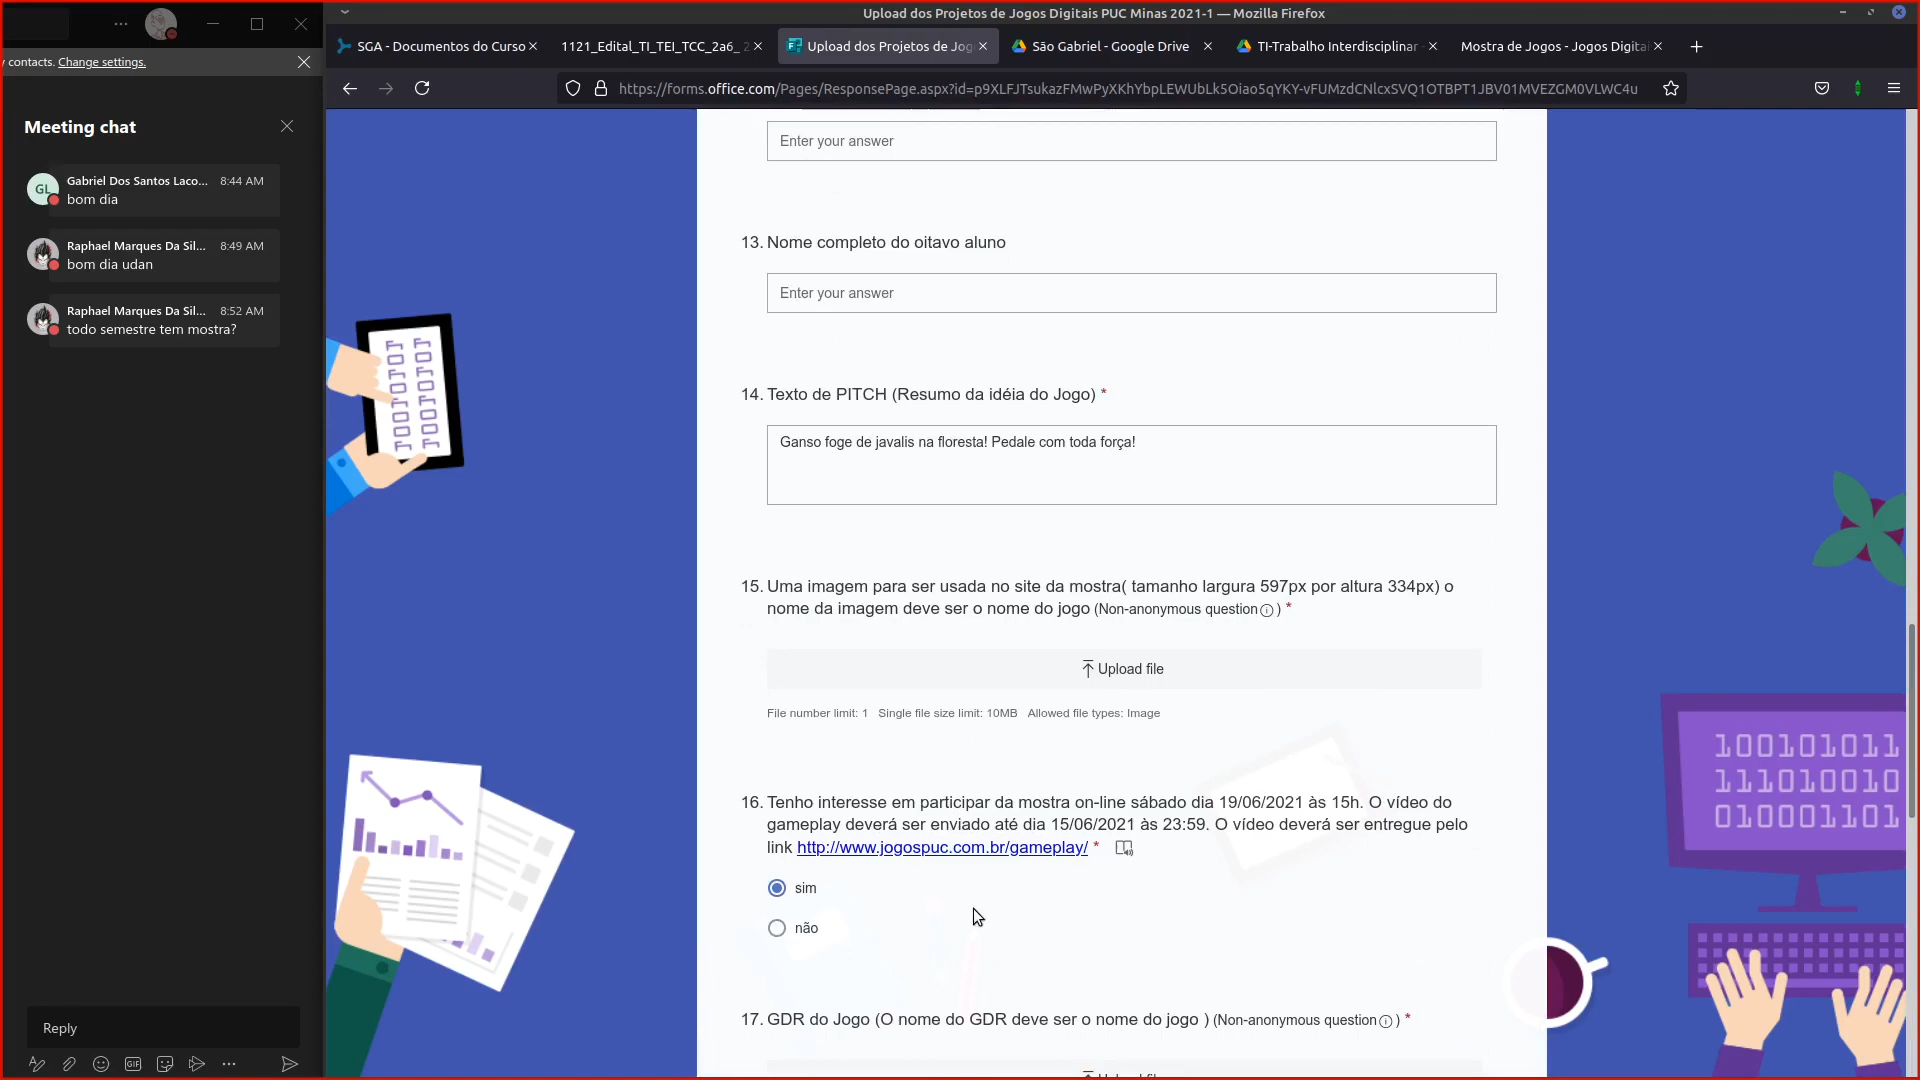 Upload dos Projetos de Jogos Digitais PUC Minas 2021-1 — Mozilla Firefox
SGA - Documentos do Curso
1121_Edital_TI_TEI_TCC_2a6_
Upload dos Projetos de Jog
São Gabriel - Google Drive
TI-Trabalho Interdisciplinar
Mostra de Jogos - Jogos Digita
https://forms.office.com/Pages/ResponsePage.aspx?id=p9XLFJTsukazFMwPyXKhYbpLEWUbLk5Oiao5qYKY-vFUMzdCNlcxSVQ1OTBPT1JBV01MVEZGM0VLWC4u
y contacts. Change settings.
Meeting chat
GL
Gabriel Dos Santos Laco... 8:44 AM
bom dia
Raphael Marques Da Sil... 8:49 AM
bom dia udan
Raphael Marques Da Sil... 8:52 AM
todo semestre tem mostra?
Reply
GIF
Enter your answer
13. Nome completo do oitavo aluno
Enter your answer
14. Texto de PITCH (Resumo da idéia do Jogo) *
Ganso foge de javalis na floresta! Pedale com toda força!
15. Uma imagem para ser usada no site da mostra( tamanho largura 597px por altura 334px) o
nome da imagem deve ser o nome do jogo (Non-anonymous question) *
Upload file
File number limit: 1 Single file size limit: 10MB Allowed file types: Image
16. Tenho interesse em participar da mostra on-line sábado dia 19/06/2021 às 15h. O vídeo do
gameplay deverá ser enviado até dia 15/06/2021 às 23:59. O vídeo deverá ser entregue pelo
link http://www.jogospuc.com.br/gameplay/ *
sim
não
17. GDR do Jogo (O nome do GDR deve ser o nome do jogo ) (Non-anonymous question) *
100101011
111010010
010001101